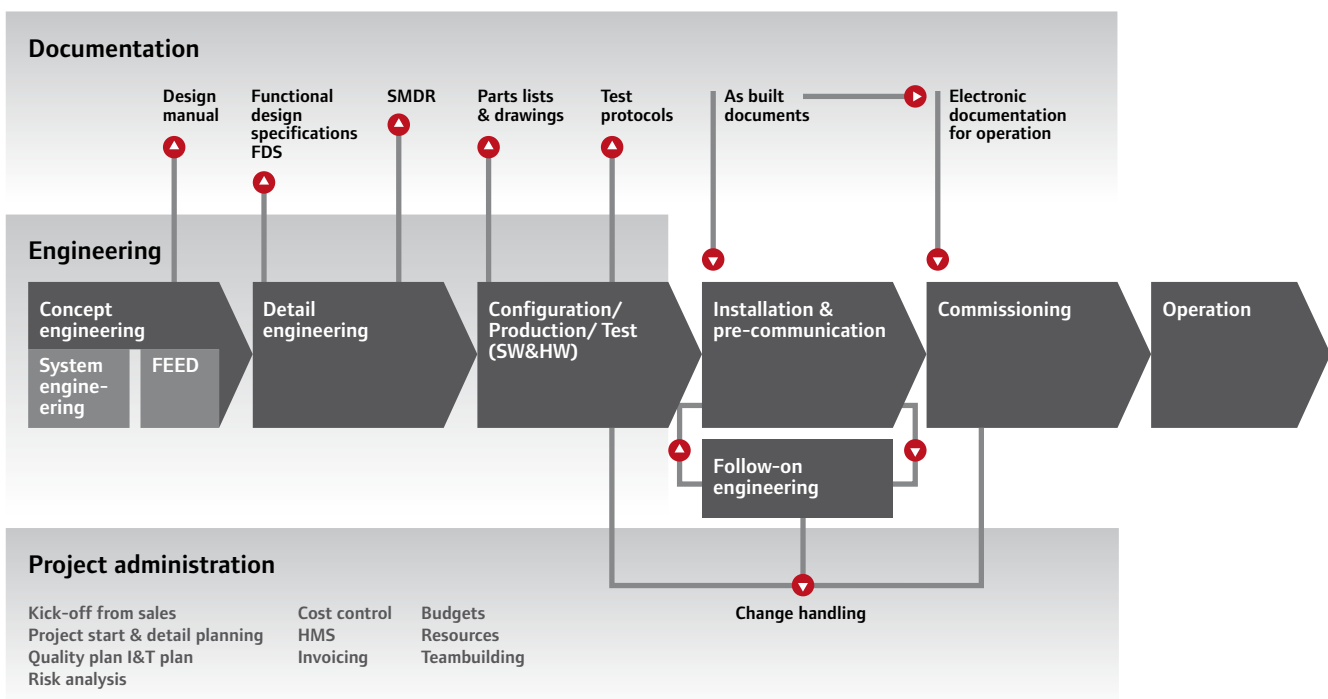 Documentation
Design
manual
Functional
design
specifications
FDS
SMDR
Parts lists
& drawings
Test
protocols
As built
documents
Electronic
documentation
for operation
Engineering
Concept
engineering
System
engine-
ering
FEED
Detail
engineering
Configuration/
Production/ Test
(SW&HW)
Installation &
pre-communication
Commissioning
Operation
Follow-on
engineering
Project administration
Kick-off from sales
Project start & detail planning
Quality plan I&T plan
Risk analysis
Cost control
HMS
Invoicing
Budgets
Resources
Teambuilding
Change handling